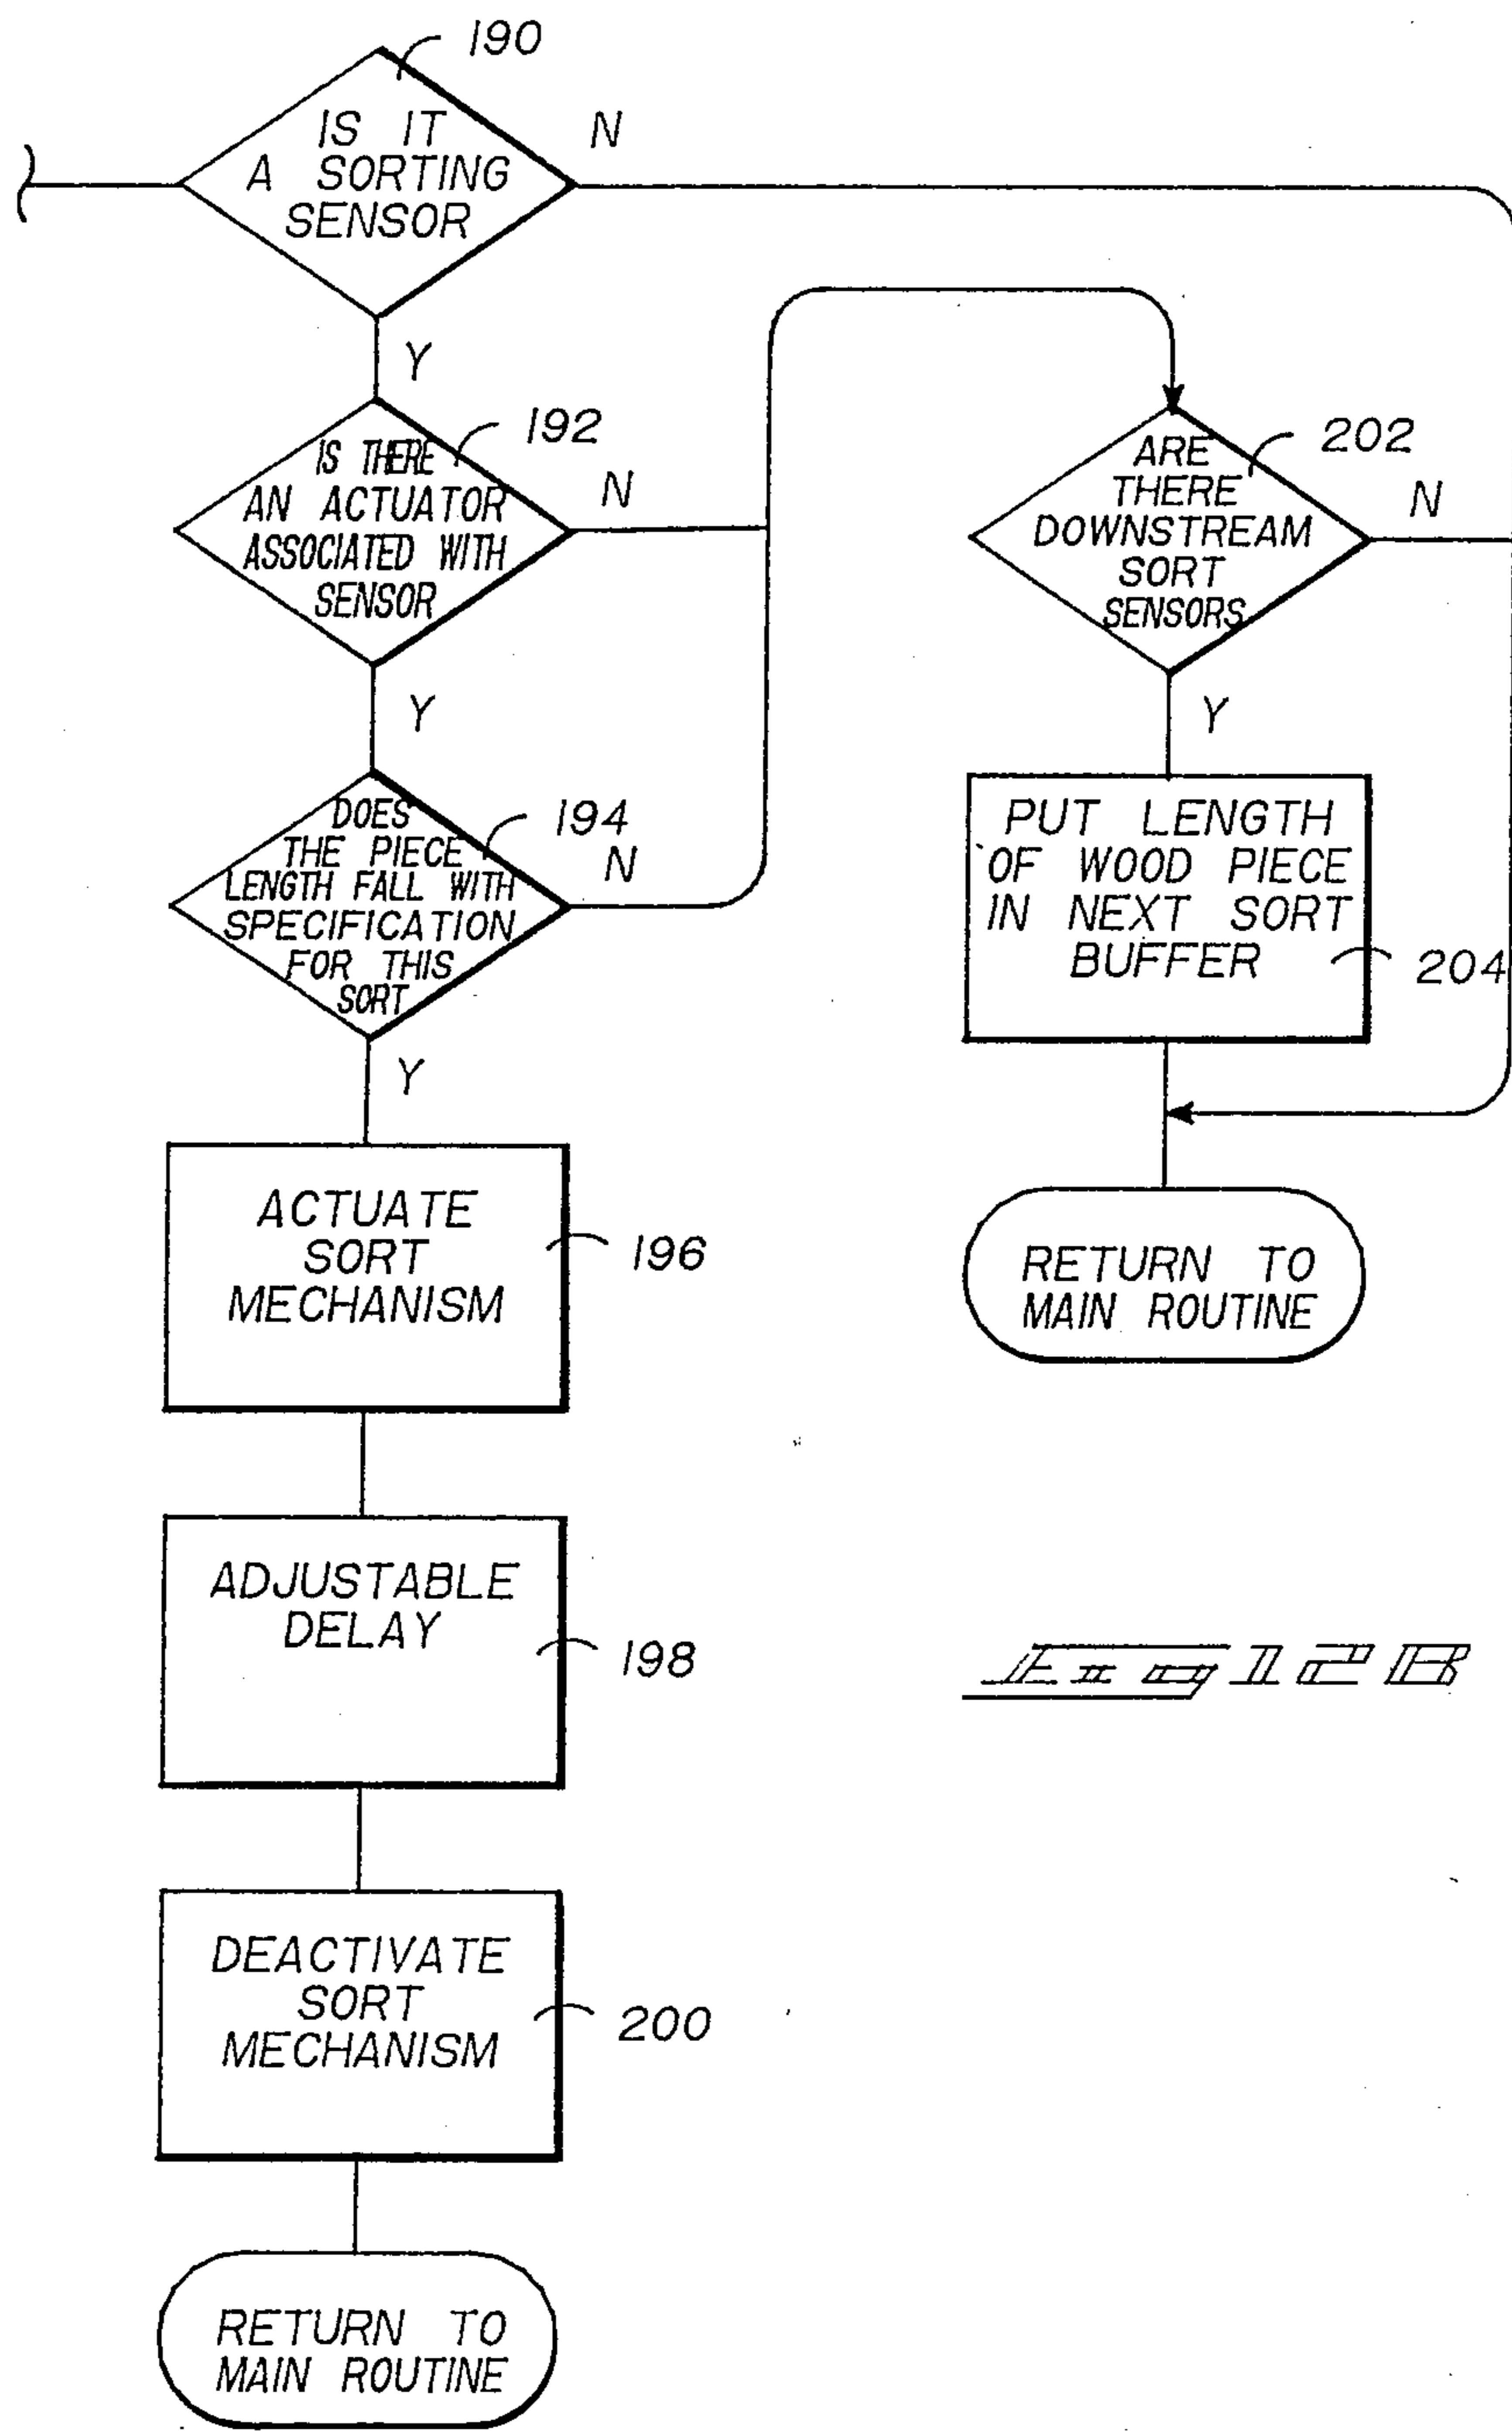 190
IS IT
A SORTING
SENSOR
N
Y
192
IS THERE
AN ACTUATOR
ASSOCIATED WITH
SENSOR
N
Y
194
DOES
THE PIECE
LENGTH FALL WITH
SPECIFICATION
FOR THIS
SORT
N
Y
ACTUATE
SORT
MECHANISM
196
ADJUSTABLE
DELAY
198
DEACTIVATE
SORT
MECHANISM
200
RETURN TO
MAIN ROUTINE
202
ARE
THERE
DOWNSTREAM
SORT
SENSORS
N
Y
PUT LENGTH
OF WOOD PIECE
IN NEXT SORT
BUFFER
204
RETURN TO
MAIN ROUTINE
Fig 12B